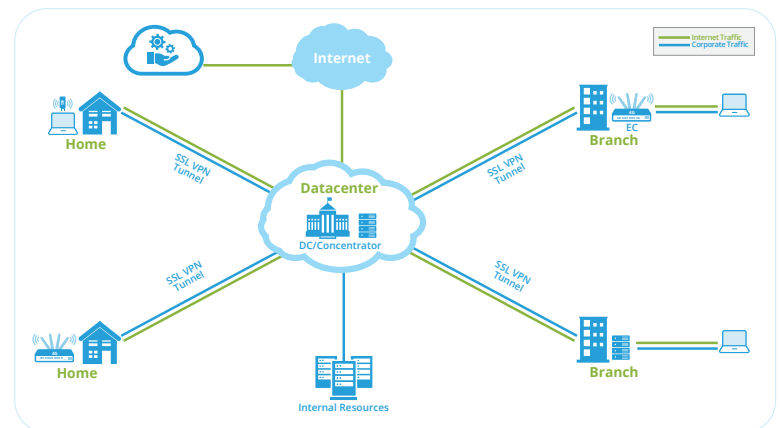 Internet
Internet Traffic
Corporate Traffic
Home
EC
Branch
SSL VPN
Tunnel
SSL VPN
Tunnel
Datacenter
DC/Concentrator
SSL VPN
Tunnel
SSL VPN
Tunnel
Home
Branch
Internal Resources